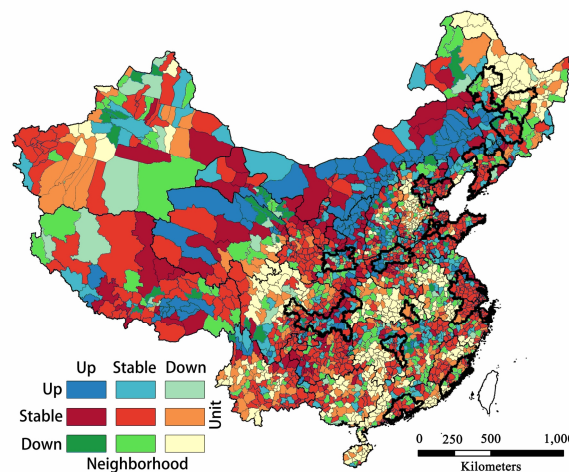 Up Stable Down
Up
Stable
Down
Unit
Neighborhood
0 250 500 1,000
Kilometers